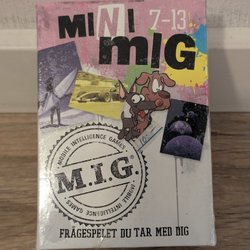 MINI 7-13
MIG
MOBILE INTELLIGENCE GAMES
M.I.G.
MOBILE INTELLIGENCE GAMES
FRÅGESPELET DU TAR MED DIG